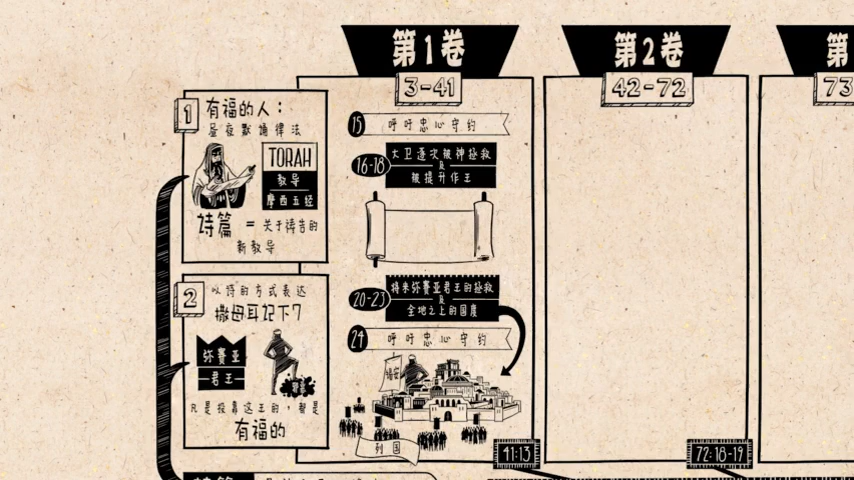 第1卷
3-41
第2卷
42-72
第
73
1
有福的人：
昼夜默诵律法
TORAH
教导
摩西五经
诗篇 = 关于祷告的
新教导
2
以诗的方式表达
撒母耳记下7
弥赛亚
君王
凡是投靠这王的，都是
有福的
15
呼吁忠心守约
16-18
大卫逐次被神拯救
及
被提升作王
20-23
将来弥赛亚君王的拯救
及
全地之上的国度
24
呼吁忠心守约
锡安
列国
41:13
72:18-19